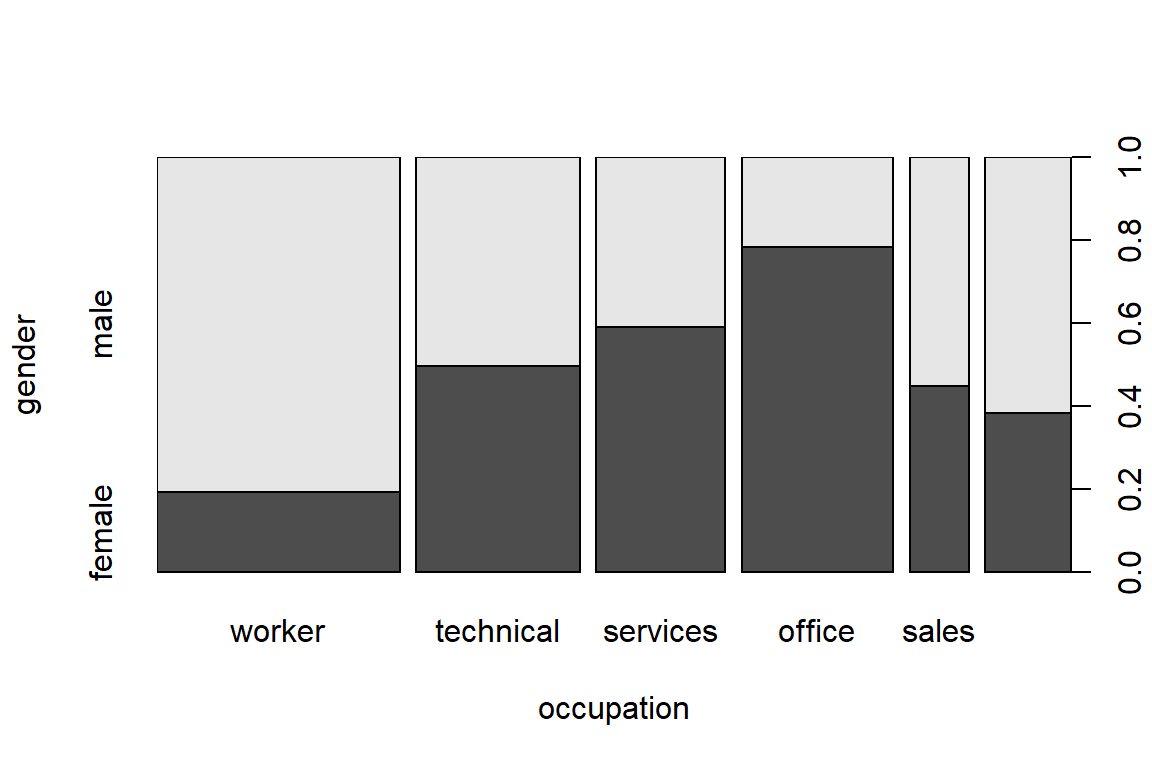 gender
male
female
1.0
0.8
0.6
0.4
0.2
0.0
worker technical services office sales
occupation